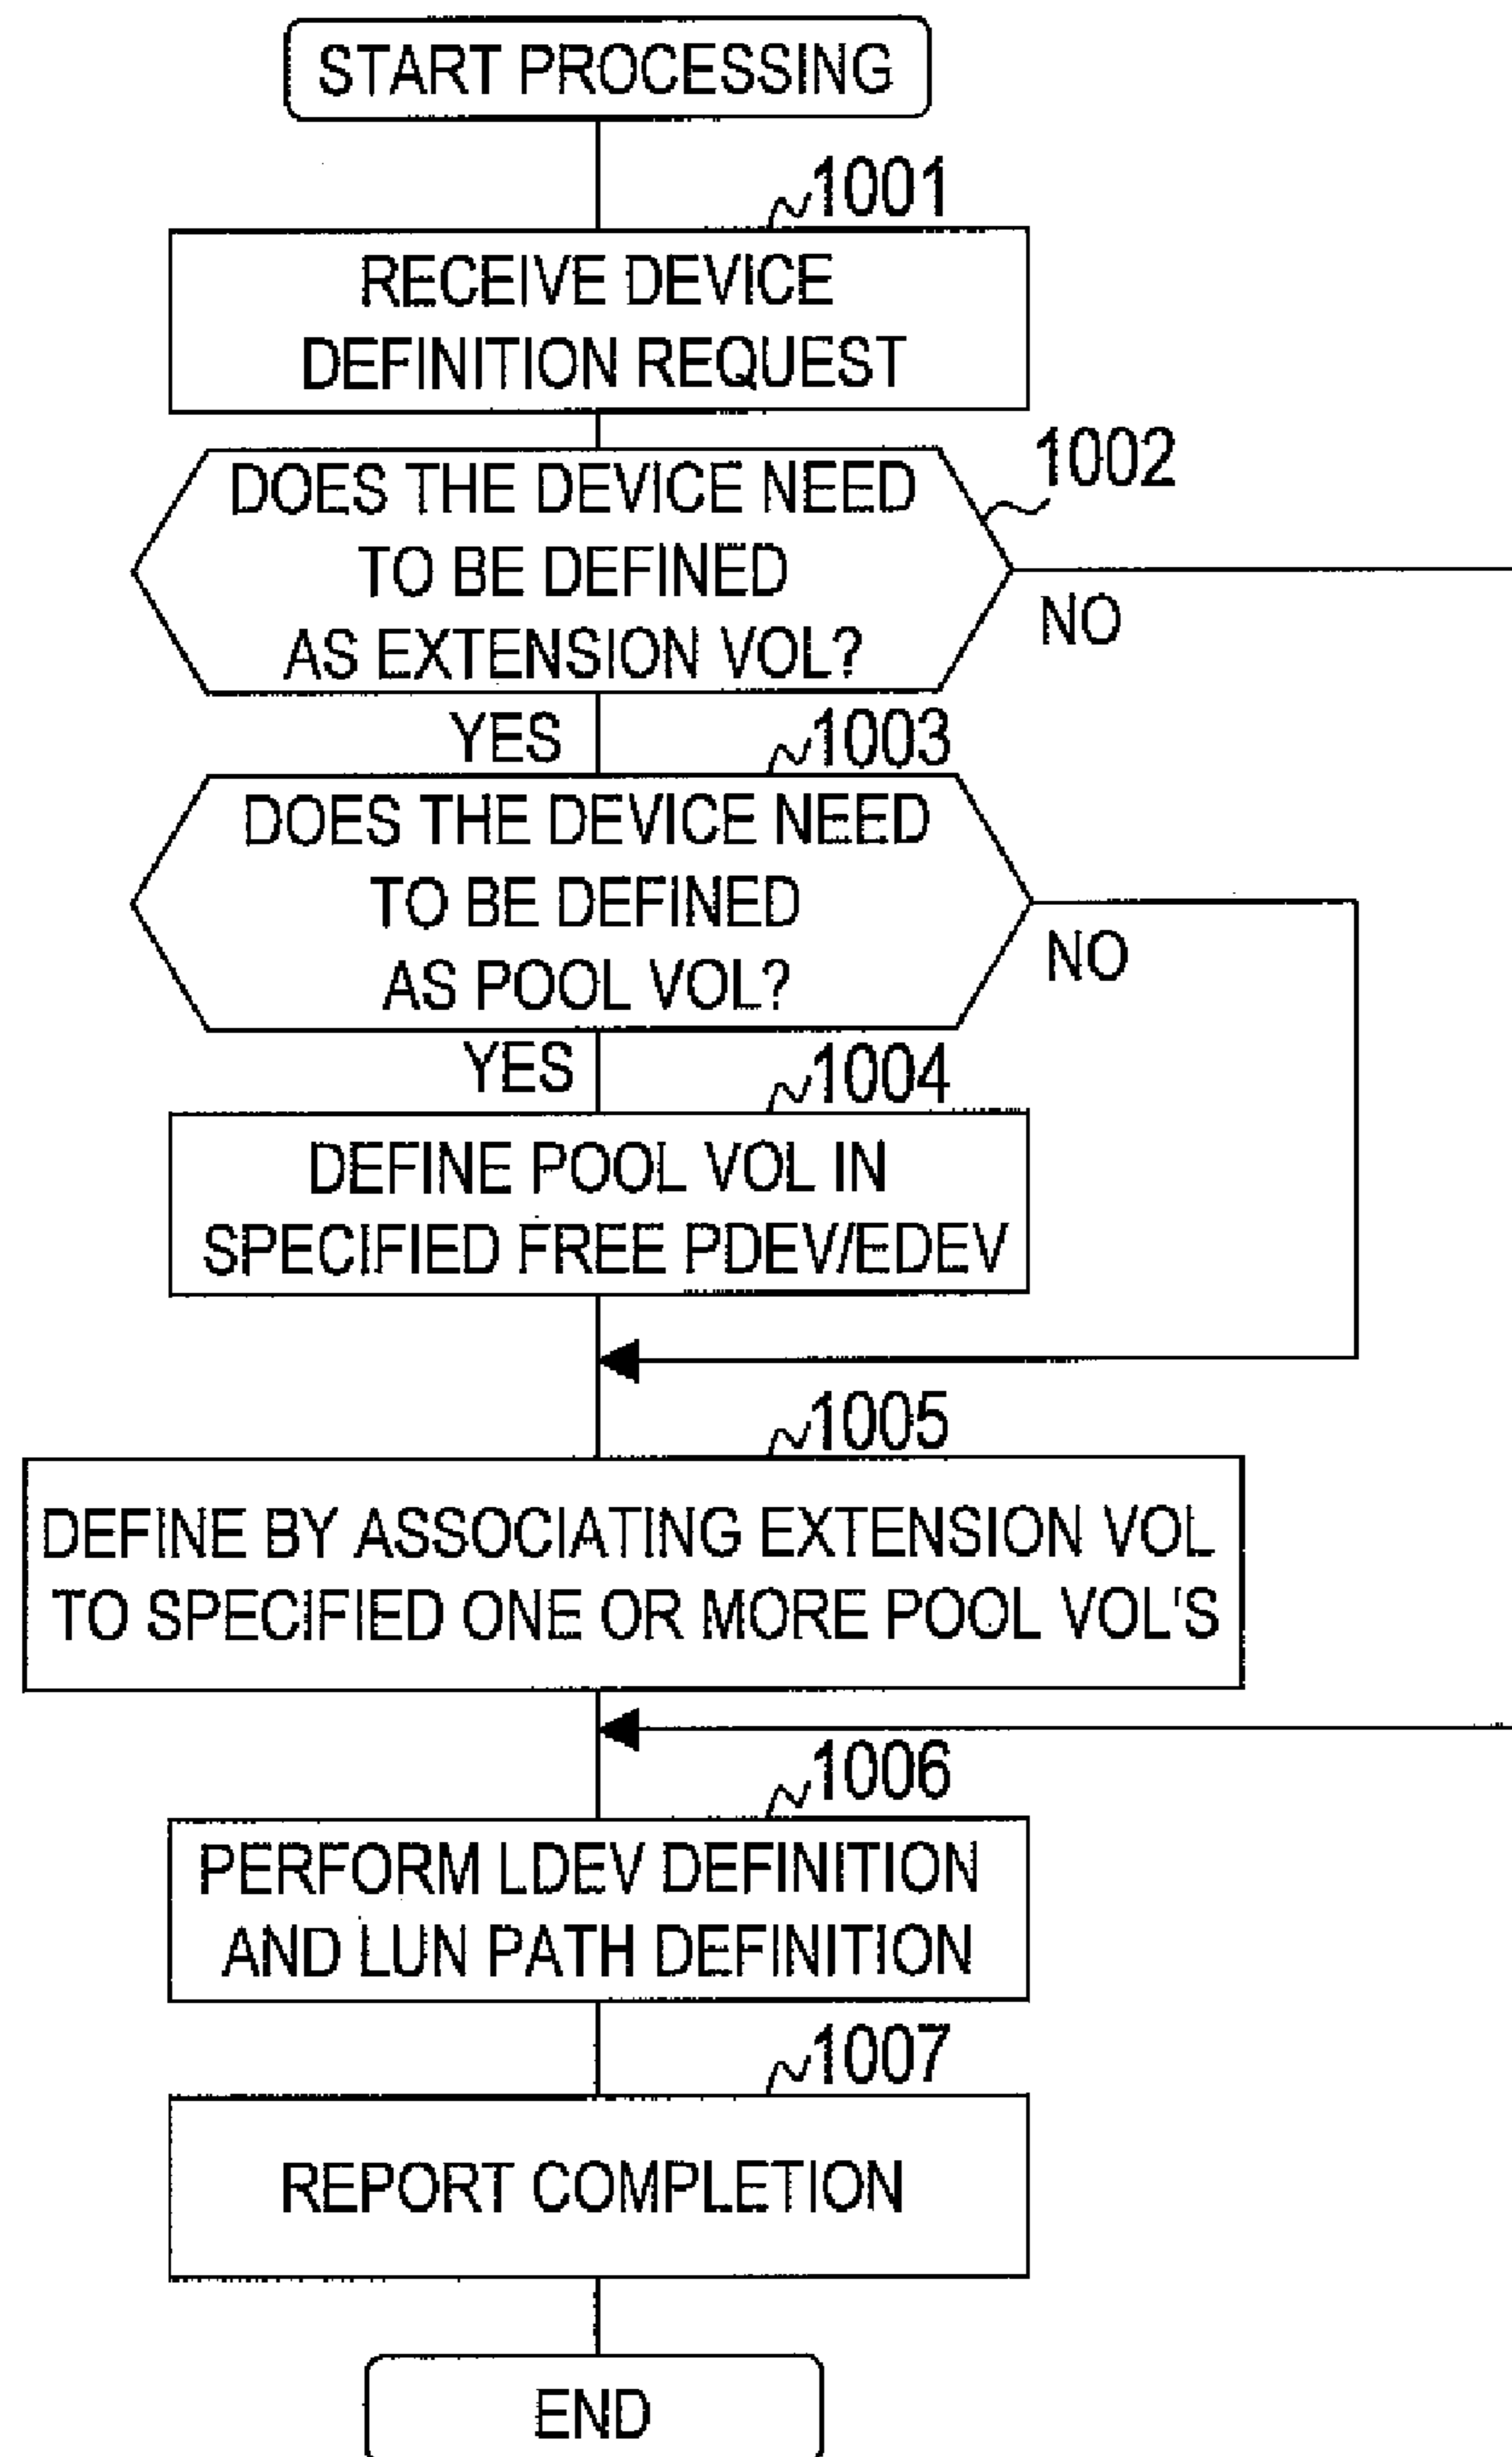 START PROCESSING
1001
RECEIVE DEVICE
DEFINITION REQUEST
1002
DOES THE DEVICE NEED
TO BE DEFINED
AS EXTENSION VOL?
NO
YES
1003
DOES THE DEVICE NEED
TO BE DEFINED
AS POOL VOL?
NO
YES
1004
DEFINE POOL VOL IN
SPECIFIED FREE PDEV/EDEV
1005
DEFINE BY ASSOCIATING EXTENSION VOL
TO SPECIFIED ONE OR MORE POOL VOL'S
1006
PERFORM LDEV DEFINITION
AND LUN PATH DEFINITION
1007
REPORT COMPLETION
END